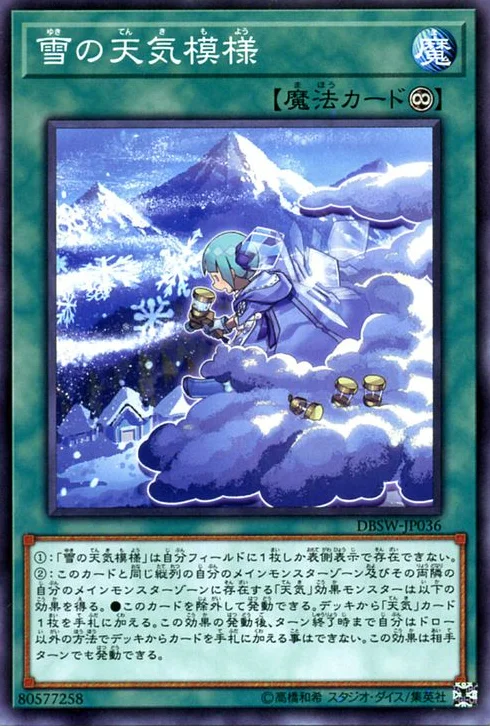 雪の天気模様
魔
【魔法カード♾】
DBSW-JP036
①：「雪の天気模様」は自分フィールドに１枚しか表側表示で存在できない。
②：このカードと同じ縦列の自分のメインモンスターゾーン及びその両隣の
自分のメインモンスターゾーンに存在する「天気」効果モンスターは以下の
効果を得る。●このカードを除外して発動できる。デッキから「天気」カード
１枚を手札に加える。この効果の発動後、ターン終了時まで自分はドロー
以外の方法でデッキからカードを手札に加える事はできない。この効果は相手
ターンでも発動できる。
80577258
©高橋和希 スタジオ・ダイス/集英社